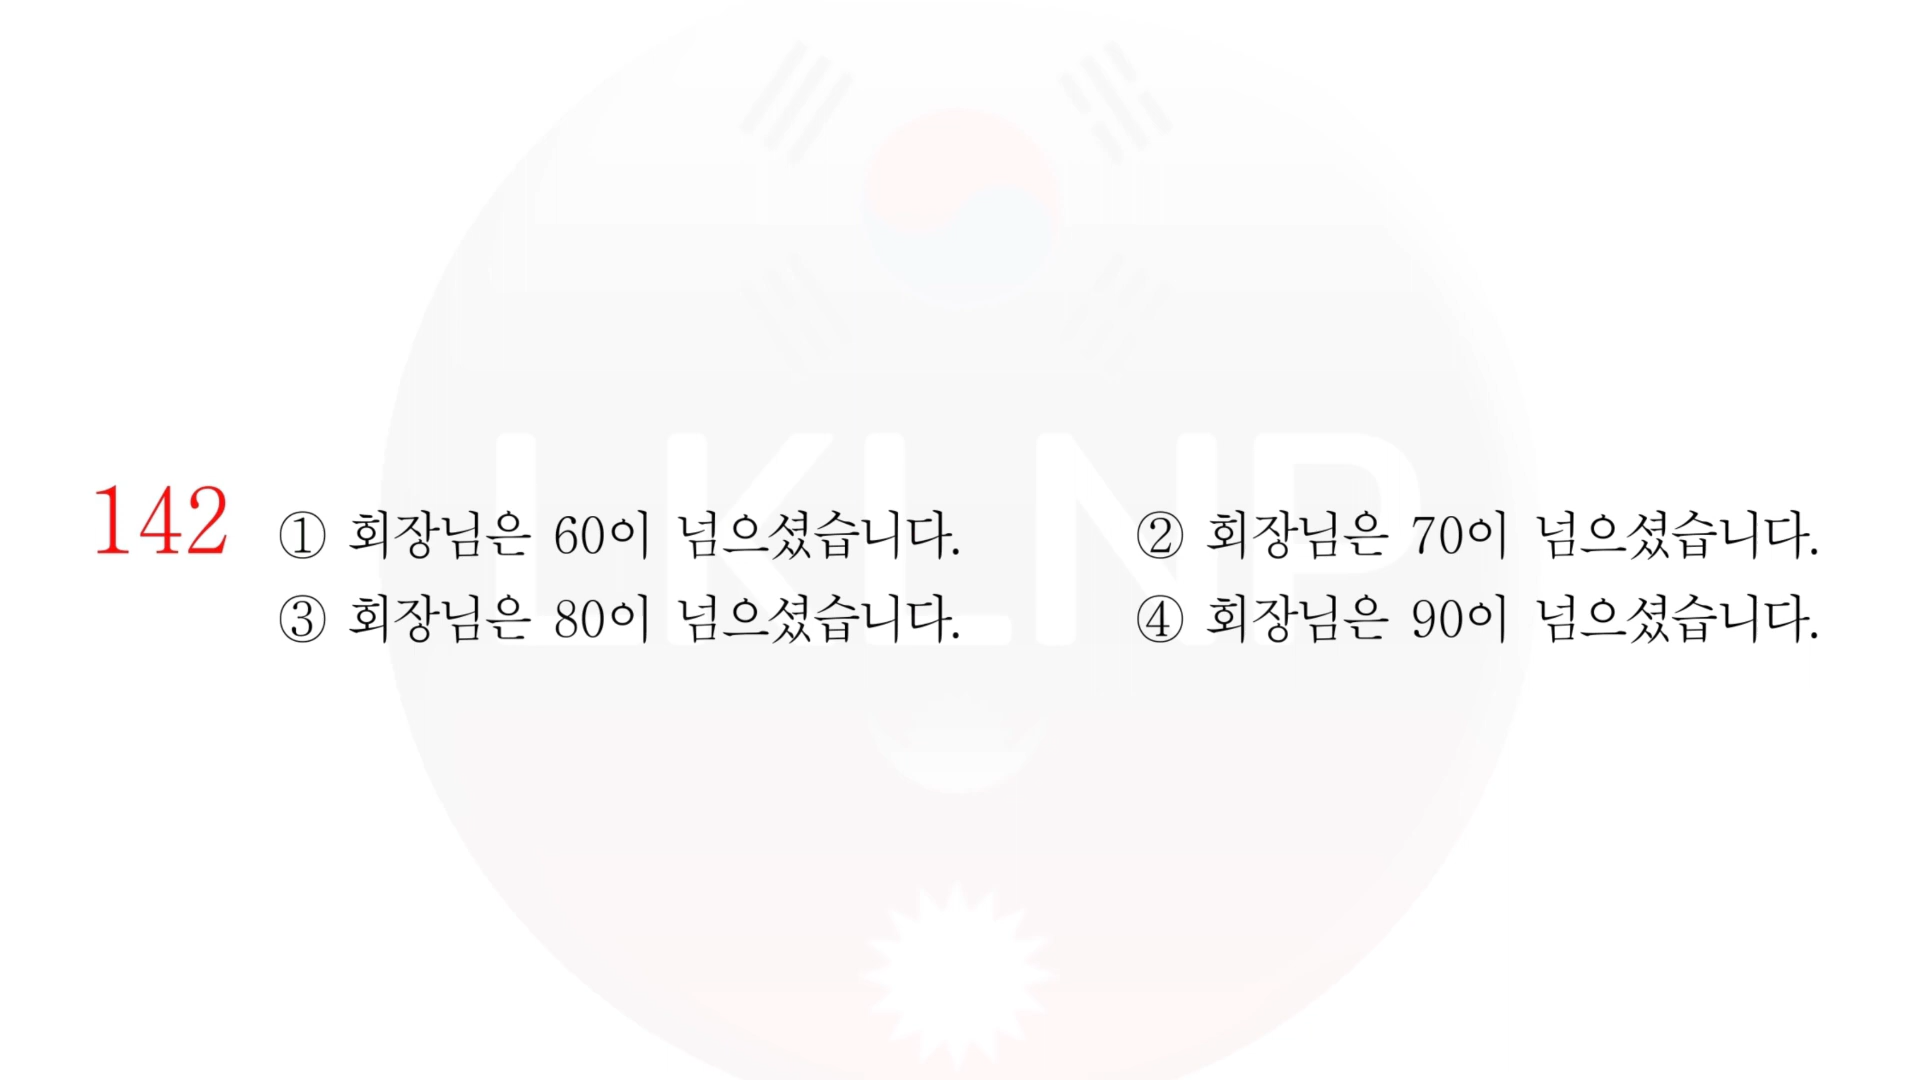 LKLNP
142 ① 회장님은 60이 넘으셨습니다. ② 회장님은 70이 넘으셨습니다.
③ 회장님은 80이 넘으셨습니다. ④ 회장님은 90이 넘으셨습니다.